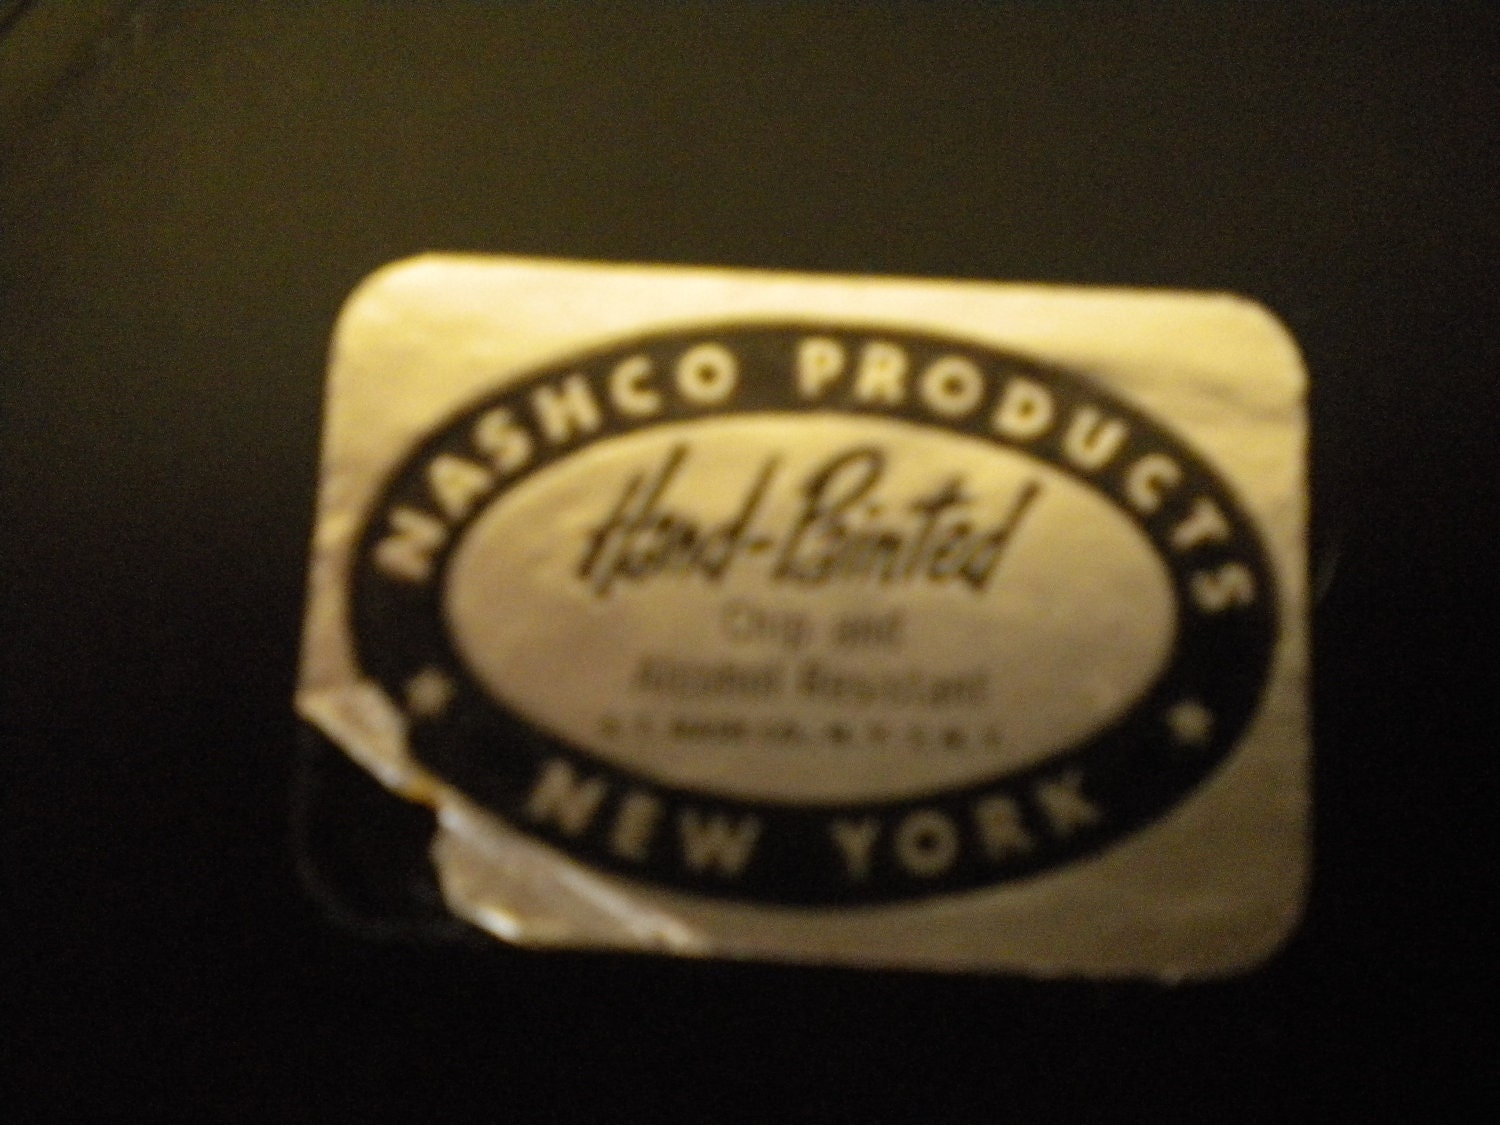 NASHCO PRODUCTS
Hand-Painted
Chip and
Alcohol Resistant
NEW YORK